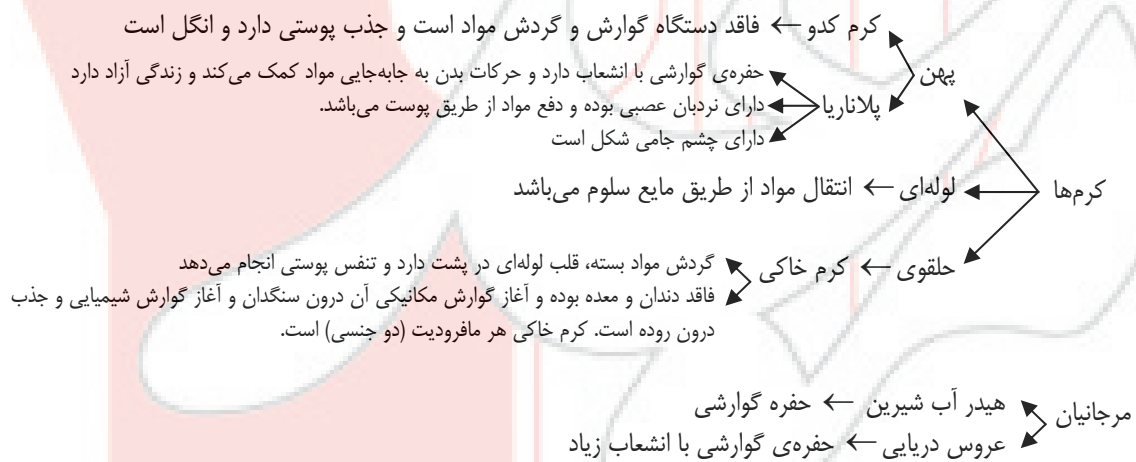 کرم کدو ← فاقد دستگاه گوارش و گردش مواد است و جذب پوستی دارد و انگل است
پهن
حفره‌ی گوارشی با انشعاب دارد و حرکات بدن به جابه‌جایی مواد کمک می‌کند و زندگی آزاد دارد
پلاناریا
دارای نردبان عصبی بوده و دفع مواد از طریق پوست می‌باشد.
دارای چشم جامی شکل است
کرم‌ها
لوله‌ای ← انتقال مواد از طریق مایع سلوم می‌باشد
حلقوی ← کرم خاکی
گردش مواد بسته، قلب لوله‌ای در پشت دارد و تنفس پوستی انجام می‌دهد
فاقد دندان و معده بوده و آغاز گوارش مکانیکی آن درون سنگدان و آغاز گوارش شیمیایی و جذب
درون روده است. کرم خاکی هر مافرودیت (دو جنسی) است.
مرجانیان
هیدر آب شیرین ← حفره گوارشی
عروس دریایی ← حفره‌ی گوارشی با انشعاب زیاد